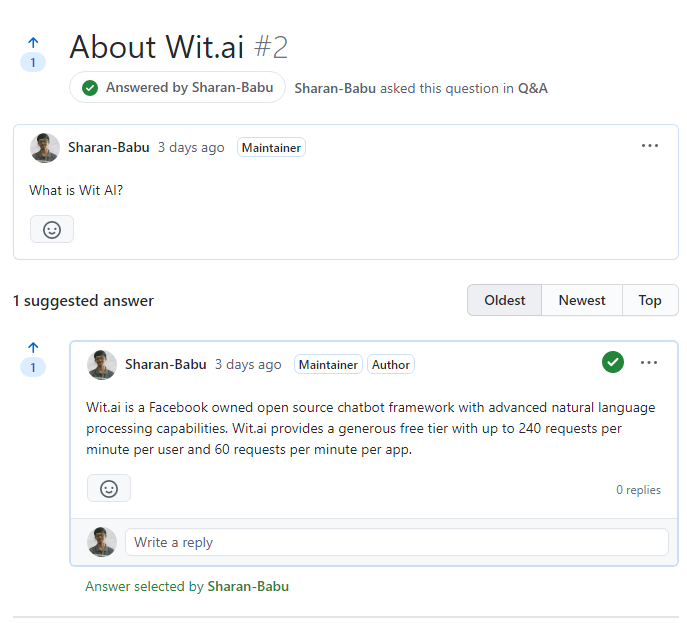 About Wit.ai #2
1
Answered by Sharan-Babu
Sharan-Babu asked this question in Q&A
Sharan-Babu 3 days ago Maintainer
What is Wit AI?
1 suggested answer
Oldest Newest Top
1
Sharan-Babu 3 days ago Maintainer Author
Wit.ai is a Facebook owned open source chatbot framework with advanced natural language
processing capabilities. Wit.ai provides a generous free tier with up to 240 requests per
minute per user and 60 requests per minute per app.
0 replies
Write a reply
Answer selected by Sharan-Babu